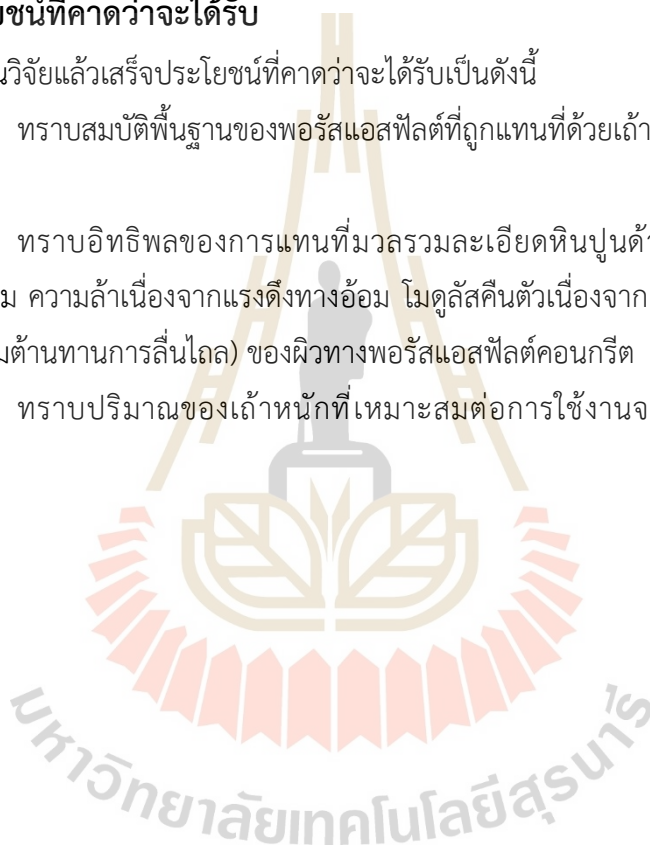 ชน์ที่คาดว่าจะได้รับ
วิจัยแล้วเสร็จประโยชน์ที่คาดว่าจะได้รับเป็นดังนี้
ทราบสมบัติพื้นฐานของพอรัสแอสฟัลต์ที่ถูกแทนที่ด้วยเถ้า
ทราบอิทธิพลของการแทนที่มวลรวมละเอียดหินปูนด้
ม ความล้าเนื่องจากแรงดึงทางอ้อม โมดูลัสคืนตัวเนื่องจาก
มต้านทานการลื่นไถล) ของผิวทางพอรัสแอสฟัลต์คอนกรีต
ทราบปริมาณของเถ้าหนักที่เหมาะสมต่อการใช้งานจ
มหาวิทยาลัยเทคโนโลยีสุรนารี